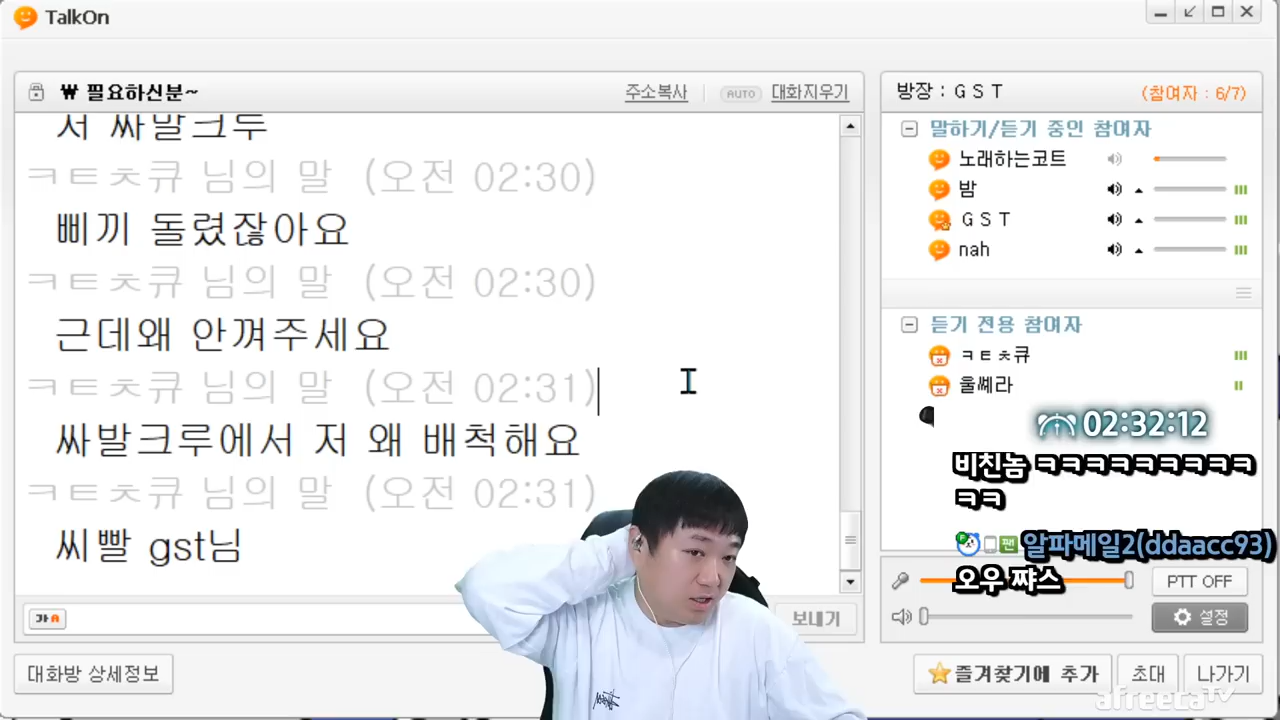 TalkOn
₩ 필요하신분~
주소복사
AUTO
대화지우기
저 싸발크루
ㅋㅌㅊ큐 님의 말 (오전 02:30)
삐끼 돌렸잖아요
ㅋㅌㅊ큐 님의 말 (오전 02:30)
근데왜 안껴주세요
ㅋㅌㅊ큐 님의 말 (오전 02:31)
싸발크루에서 저 왜 배척해요
ㅋㅌㅊ큐 님의 말 (오전 02:31)
씨빨 gst님
가A
보내기
대화방 상세정보
방장 : G S T
(참여자 : 6/7)
말하기/듣기 중인 참여자
노래하는코트
밤
G S T
nah
듣기 전용 참여자
ㅋㅌㅊ큐
울쎄라
02:32:12
비친놈 ㅋㅋㅋㅋㅋㅋㅋㅋㅋ
ㅋㅋ
팬 알파메일2(ddaacc93)
오우 쨔스
PTT OFF
설정
즐겨찾기에 추가
초대
나가기
afreecaTV